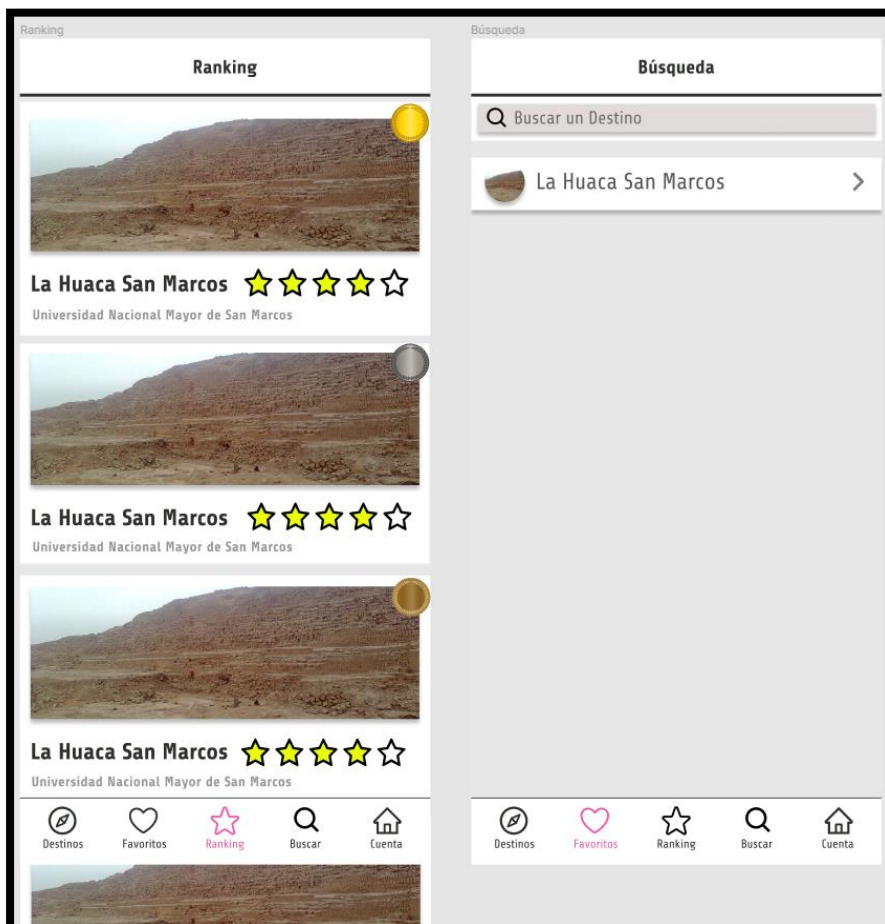 Ranking
Ranking
La Huaca San Marcos
Universidad Nacional Mayor de San Marcos
La Huaca San Marcos
Universidad Nacional Mayor de San Marcos
La Huaca San Marcos
Universidad Nacional Mayor de San Marcos
Destinos Favoritos Ranking Buscar Cuenta
Búsqueda
Búsqueda
Buscar un Destino
La Huaca San Marcos
Destinos Favoritos Ranking Buscar Cuenta